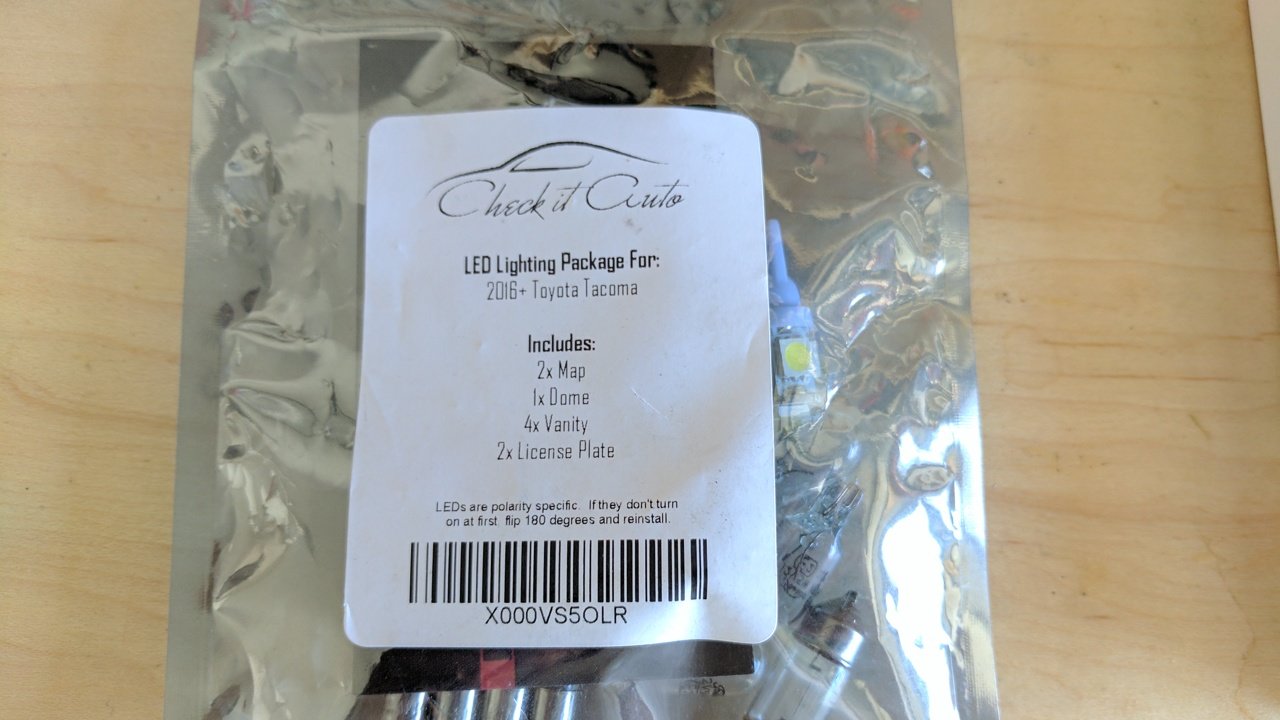 Check it Auto
LED Lighting Package For:
2016+ Toyota Tacoma
Includes:
2x Map
1x Dome
4x Vanity
2x License Plate
LEDs are polarity specific. If they don't turn
on at first, flip 180 degrees and reinstall.
X000VS5OLR